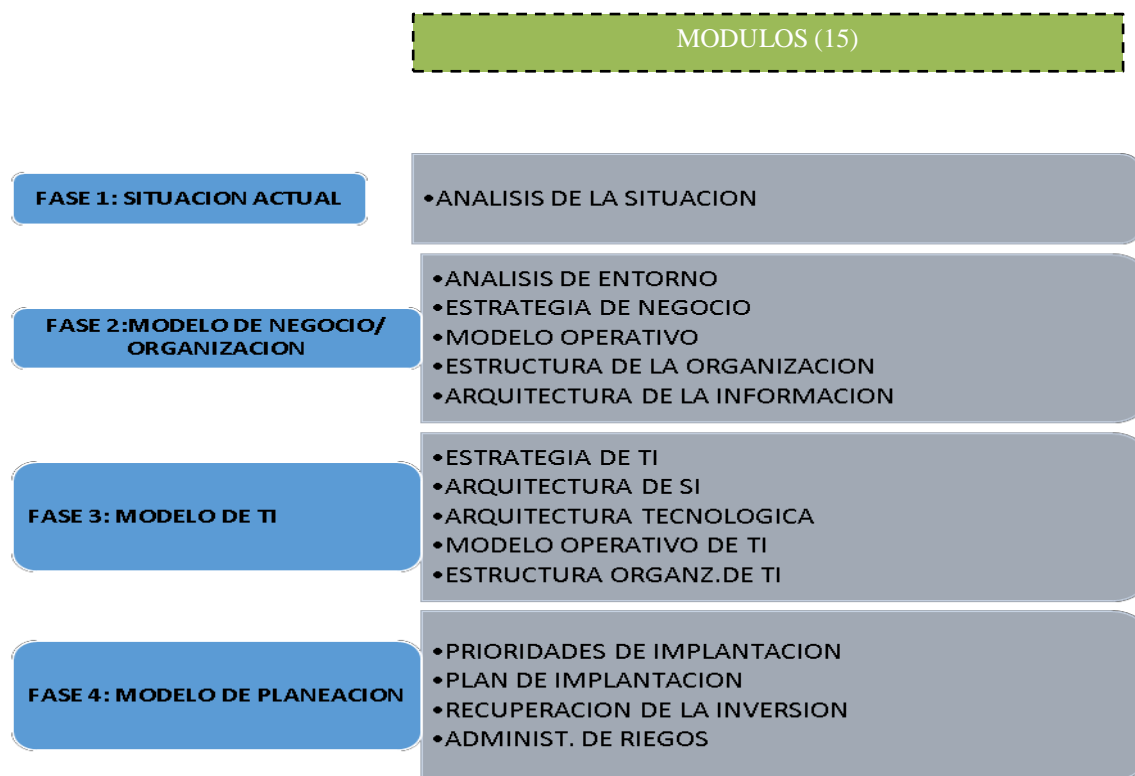 MODULOS (15)
FASE 1: SITUACION ACTUAL
•ANALISIS DE LA SITUACION
FASE 2:MODELO DE NEGOCIO/
ORGANIZACION
•ANALISIS DE ENTORNO
•ESTRATEGIA DE NEGOCIO
•MODELO OPERATIVO
•ESTRUCTURA DE LA ORGANIZACION
•ARQUITECTURA DE LA INFORMACION
FASE 3: MODELO DE TI
•ESTRATEGIA DE TI
•ARQUITECTURA DE SI
•ARQUITECTURA TECNOLOGICA
•MODELO OPERATIVO DE TI
•ESTRUCTURA ORGANZ.DE TI
FASE 4: MODELO DE PLANEACION
•PRIORIDADES DE IMPLANTACION
•PLAN DE IMPLANTACION
•RECUPERACION DE LA INVERSION
•ADMINIST. DE RIEGOS